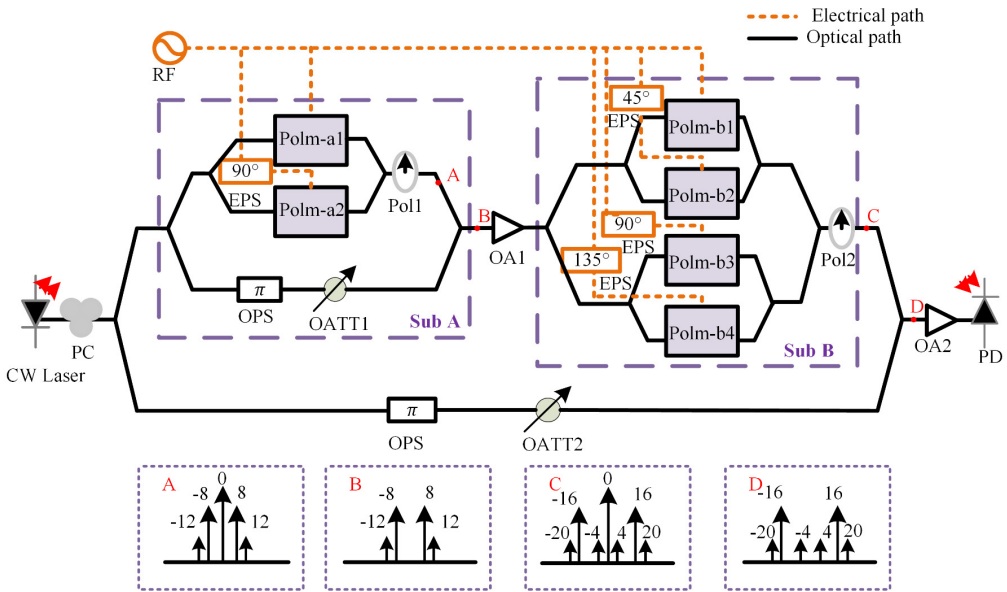 Electrical path
Optical path
RF
45°
EPS
Polm-a1
Polm-b1
90°
EPS
Polm-a2
Pol1
A
Polm-b2
B
OA1
90°
EPS
C
Pol2
135°
EPS
Polm-b3
π
OPS
OATT1
Sub A
Polm-b4
Sub B
D
OA2
PD
PC
CW Laser
π
OPS
OATT2
A
0
-8
8
-12
12
B
-8
8
-12
12
C
0
-16
16
-20
-4
4
20
D
-16
16
-20
-4
4
20